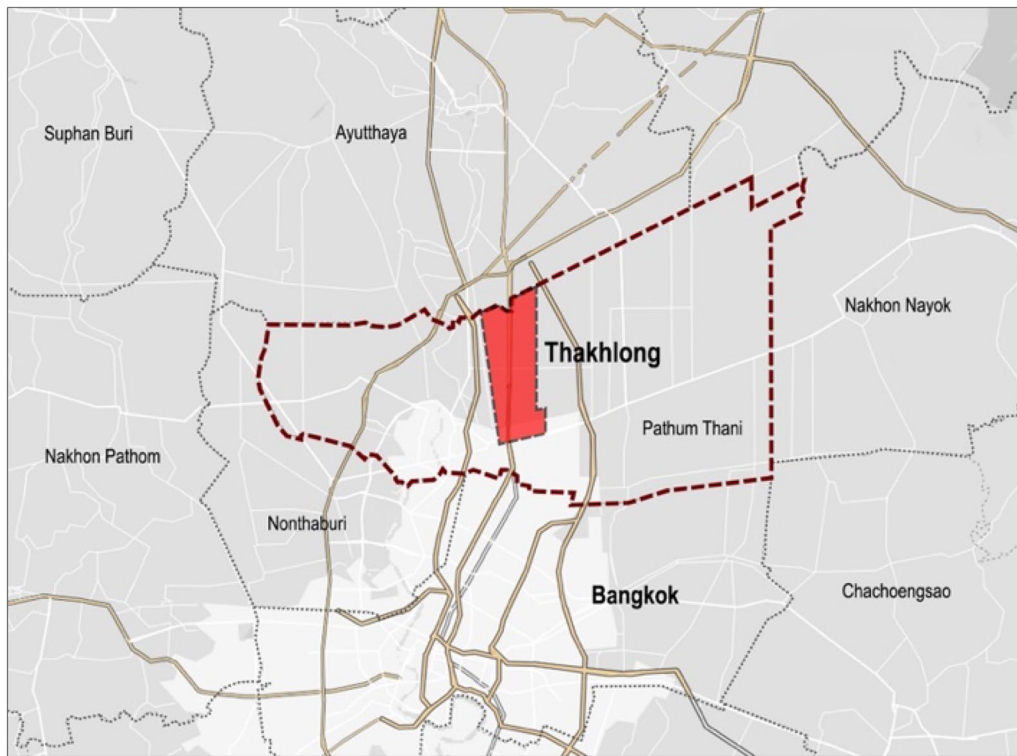 Suphan Buri
Ayutthaya
Nakhon Nayok
Thakhlong
Pathum Thani
Nakhon Pathom
Nonthaburi
Bangkok
Chachoengsao